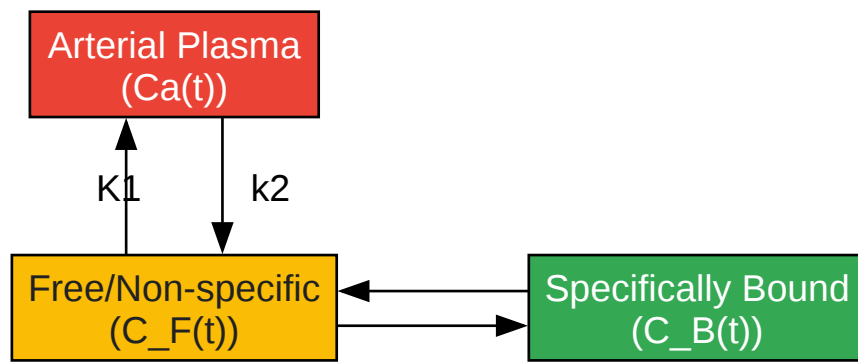 Arterial Plasma
(Ca(t))
K1
k2
Free/Non-specific
(C_F(t))
Specifically Bound
(C_B(t))